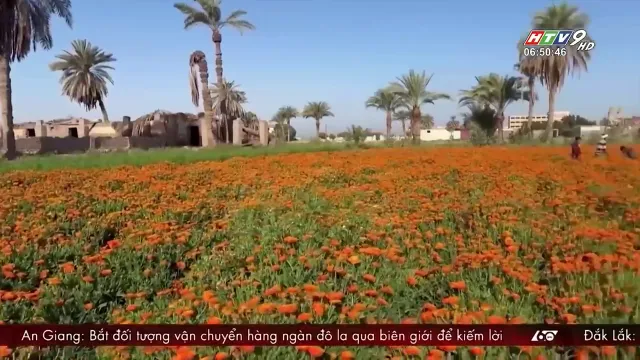 HTV9 HD
06:50:46
An Giang: Bắt đối tượng vận chuyển hàng ngàn đô la qua biên giới để kiếm lời
Đắk Lắk: